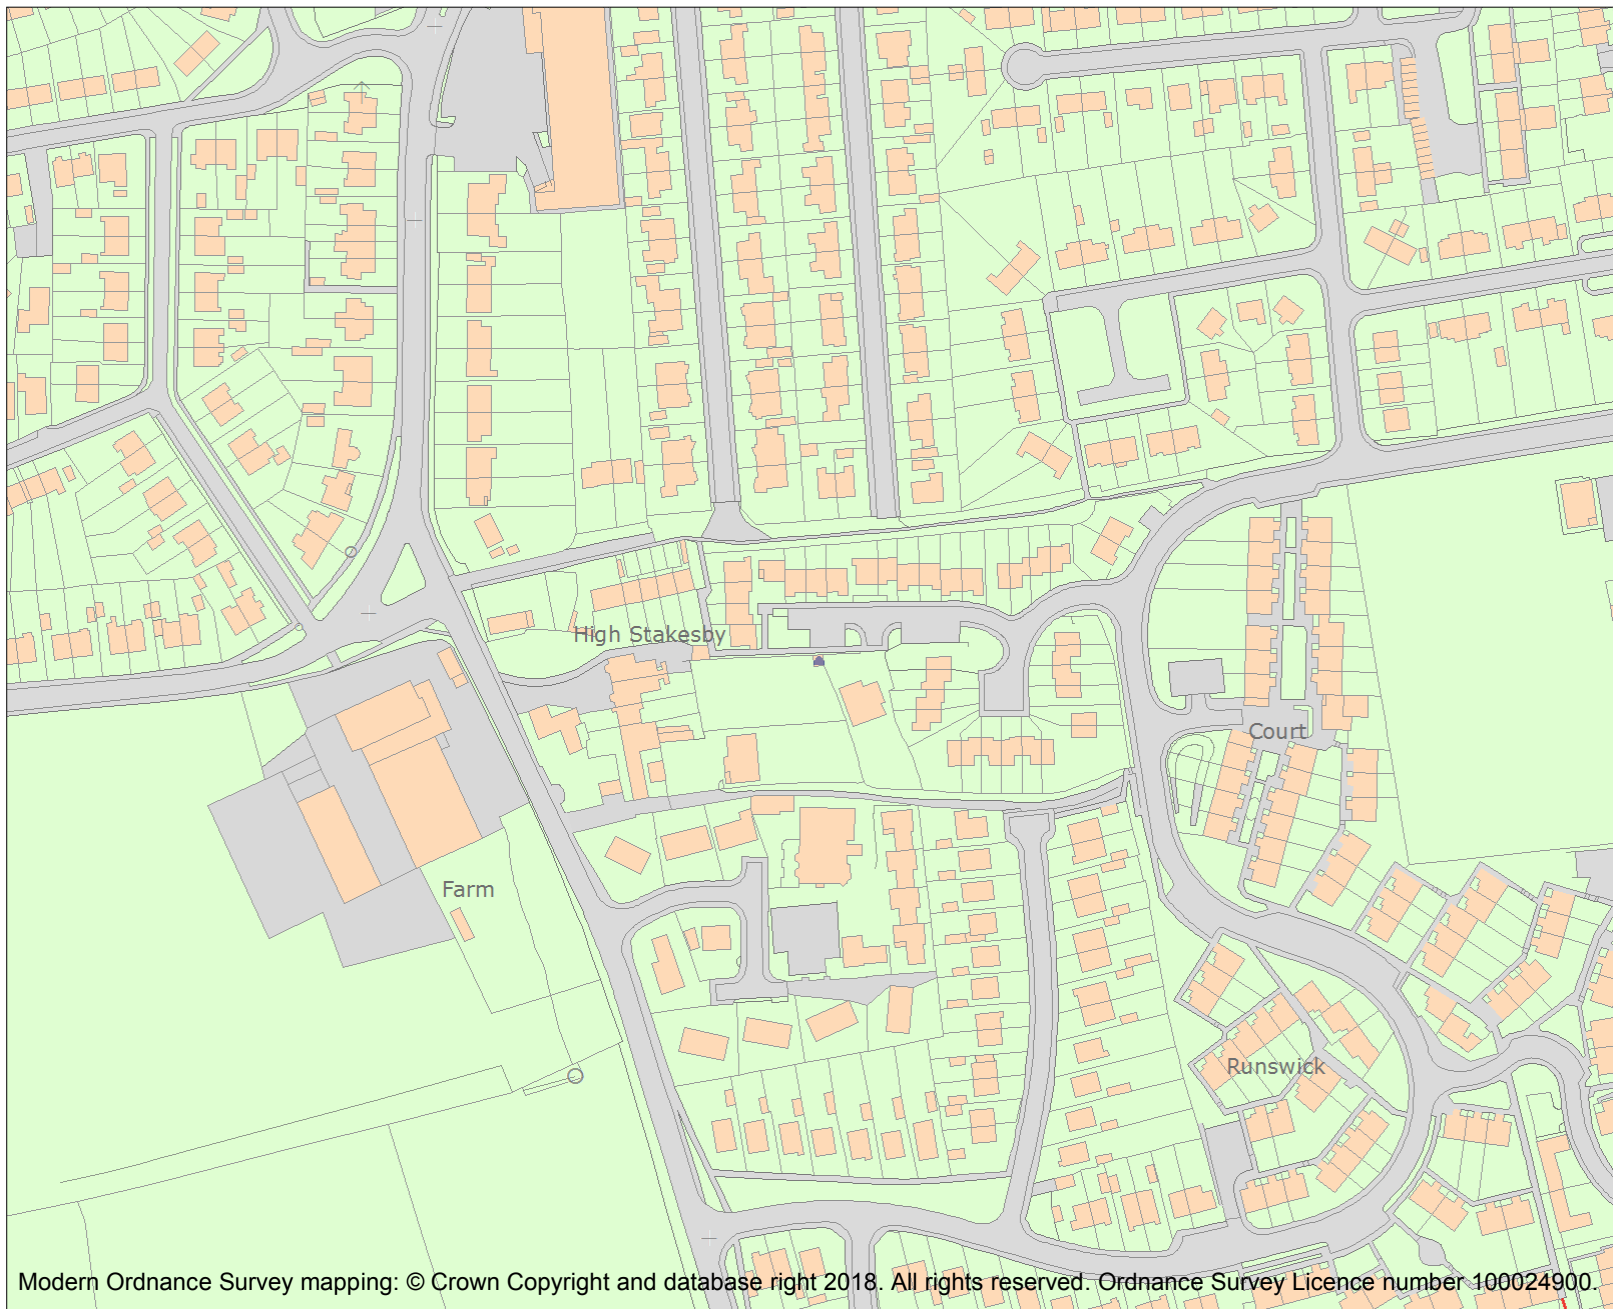 High Stakesby
Court
Farm
Runswick
Modern Ordnance Survey mapping: © Crown Copyright and database right 2018. All rights reserved. Ordnance Survey Licence number 100024900.